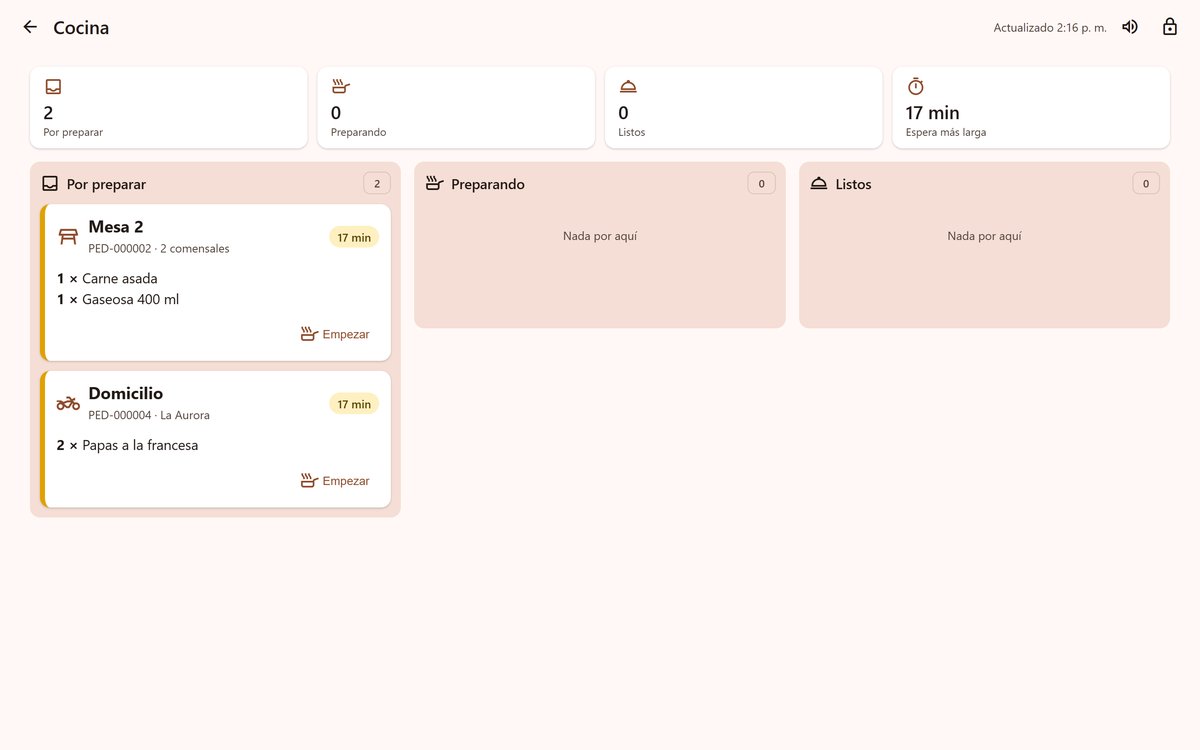 Cocina
Actualizado 2:16 p. m.
2
Por preparar
0
Preparando
0
Listos
17 min
Espera más larga
Por preparar
2
Mesa 2
PED-000002 · 2 comensales
17 min
1 × Carne asada
1 × Gaseosa 400 ml
Empezar
Domicilio
PED-000004 · La Aurora
17 min
2 × Papas a la francesa
Empezar
Preparando
0
Nada por aquí
Listos
0
Nada por aquí